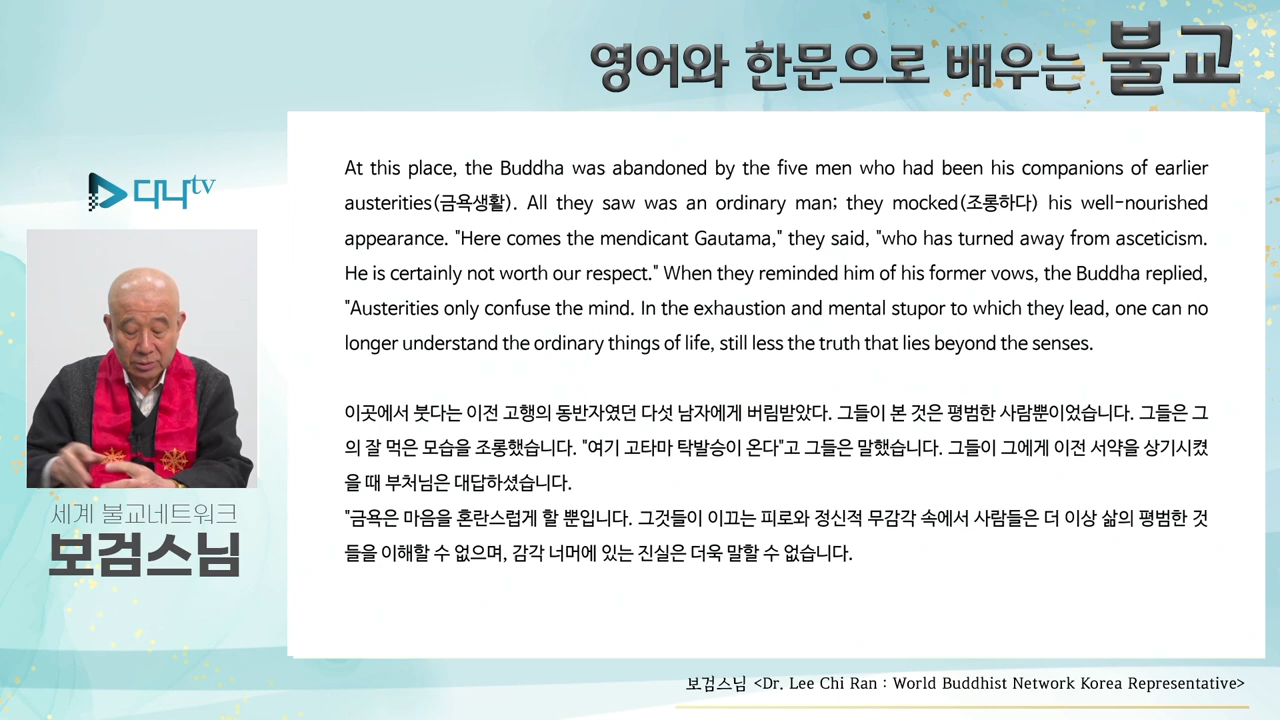 영어와 한문으로 배우는 불교
다나tv
At this place, the Buddha was abandoned by the five men who had been his companions of earlier
austerities(금욕생활). All they saw was an ordinary man; they mocked(조롱하다) his well-nourished
appearance. "Here comes the mendicant Gautama," they said, "who has turned away from asceticism.
He is certainly not worth our respect." When they reminded him of his former vows, the Buddha replied,
"Austerities only confuse the mind. In the exhaustion and mental stupor to which they lead, one can no
longer understand the ordinary things of life, still less the truth that lies beyond the senses.
이곳에서 붓다는 이전 고행의 동반자였던 다섯 남자에게 버림받았다. 그들이 본 것은 평범한 사람뿐이었습니다. 그들은 그
의 잘 먹은 모습을 조롱했습니다. "여기 고타마 탁발승이 온다"고 그들은 말했습니다. 그들이 그에게 이전 서약을 상기시켰
을 때 부처님은 대답하셨습니다.
"금욕은 마음을 혼란스럽게 할 뿐입니다. 그것들이 이끄는 피로와 정신적 무감각 속에서 사람들은 더 이상 삶의 평범한 것
들을 이해할 수 없으며, 감각 너머에 있는 진실은 더욱 말할 수 없습니다.
세계 불교네트워크
보검스님
보검스님 <Dr. Lee Chi Ran : World Buddhist Network Korea Representative>